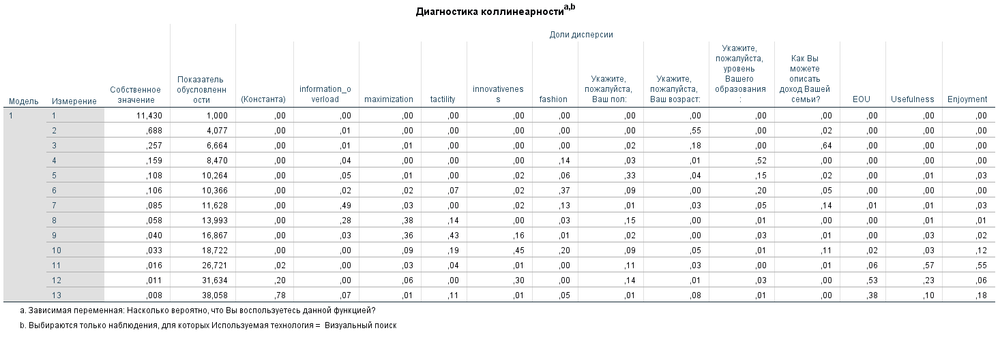 Диагностика коллинеарностиa,b
Доли дисперсии
Модель Измерение Собственное значение Показатель обусловленн ости (Константа) information_o verload maximization tactility innovativenes s fashion Укажите, пожалуйста, Ваш пол: Укажите, пожалуйста, Ваш возраст: Укажите, пожалуйста, уровень Вашего образования : Как Вы можете описать доход Вашей семьи? EOU Usefulness Enjoyment
1 1 11,430 1,000 ,00 ,00 ,00 ,00 ,00 ,00 ,00 ,00 ,00 ,00 ,00 ,00 ,00
2 ,688 4,077 ,00 ,01 ,00 ,00 ,00 ,00 ,00 ,55 ,00 ,02 ,00 ,00 ,00
3 ,257 6,664 ,00 ,01 ,01 ,00 ,00 ,00 ,02 ,18 ,00 ,64 ,00 ,00 ,00
4 ,159 8,470 ,00 ,04 ,00 ,00 ,00 ,14 ,03 ,01 ,52 ,00 ,00 ,00 ,00
5 ,108 10,264 ,00 ,05 ,01 ,00 ,02 ,06 ,33 ,04 ,15 ,02 ,00 ,01 ,03
6 ,106 10,366 ,00 ,02 ,02 ,07 ,02 ,37 ,09 ,00 ,20 ,05 ,00 ,00 ,00
7 ,085 11,628 ,00 ,49 ,03 ,00 ,02 ,13 ,01 ,03 ,05 ,14 ,01 ,01 ,03
8 ,058 13,993 ,00 ,28 ,38 ,14 ,00 ,03 ,15 ,00 ,01 ,00 ,00 ,01 ,01
9 ,040 16,867 ,00 ,03 ,36 ,43 ,16 ,01 ,02 ,00 ,03 ,01 ,00 ,03 ,02
10 ,033 18,722 ,00 ,00 ,09 ,19 ,45 ,20 ,09 ,05 ,01 ,11 ,02 ,03 ,12
11 ,016 26,721 ,02 ,00 ,03 ,04 ,01 ,00 ,11 ,03 ,00 ,01 ,06 ,57 ,55
12 ,011 31,634 ,20 ,00 ,06 ,00 ,30 ,00 ,14 ,01 ,03 ,00 ,53 ,23 ,06
13 ,008 38,058 ,78 ,07 ,01 ,11 ,01 ,05 ,01 ,08 ,01 ,00 ,38 ,10 ,18
a. Зависимая переменная: Насколько вероятно, что Вы воспользуетесь данной функцией?
b. Выбираются только наблюдения, для которых Используемая технология = Визуальный поиск